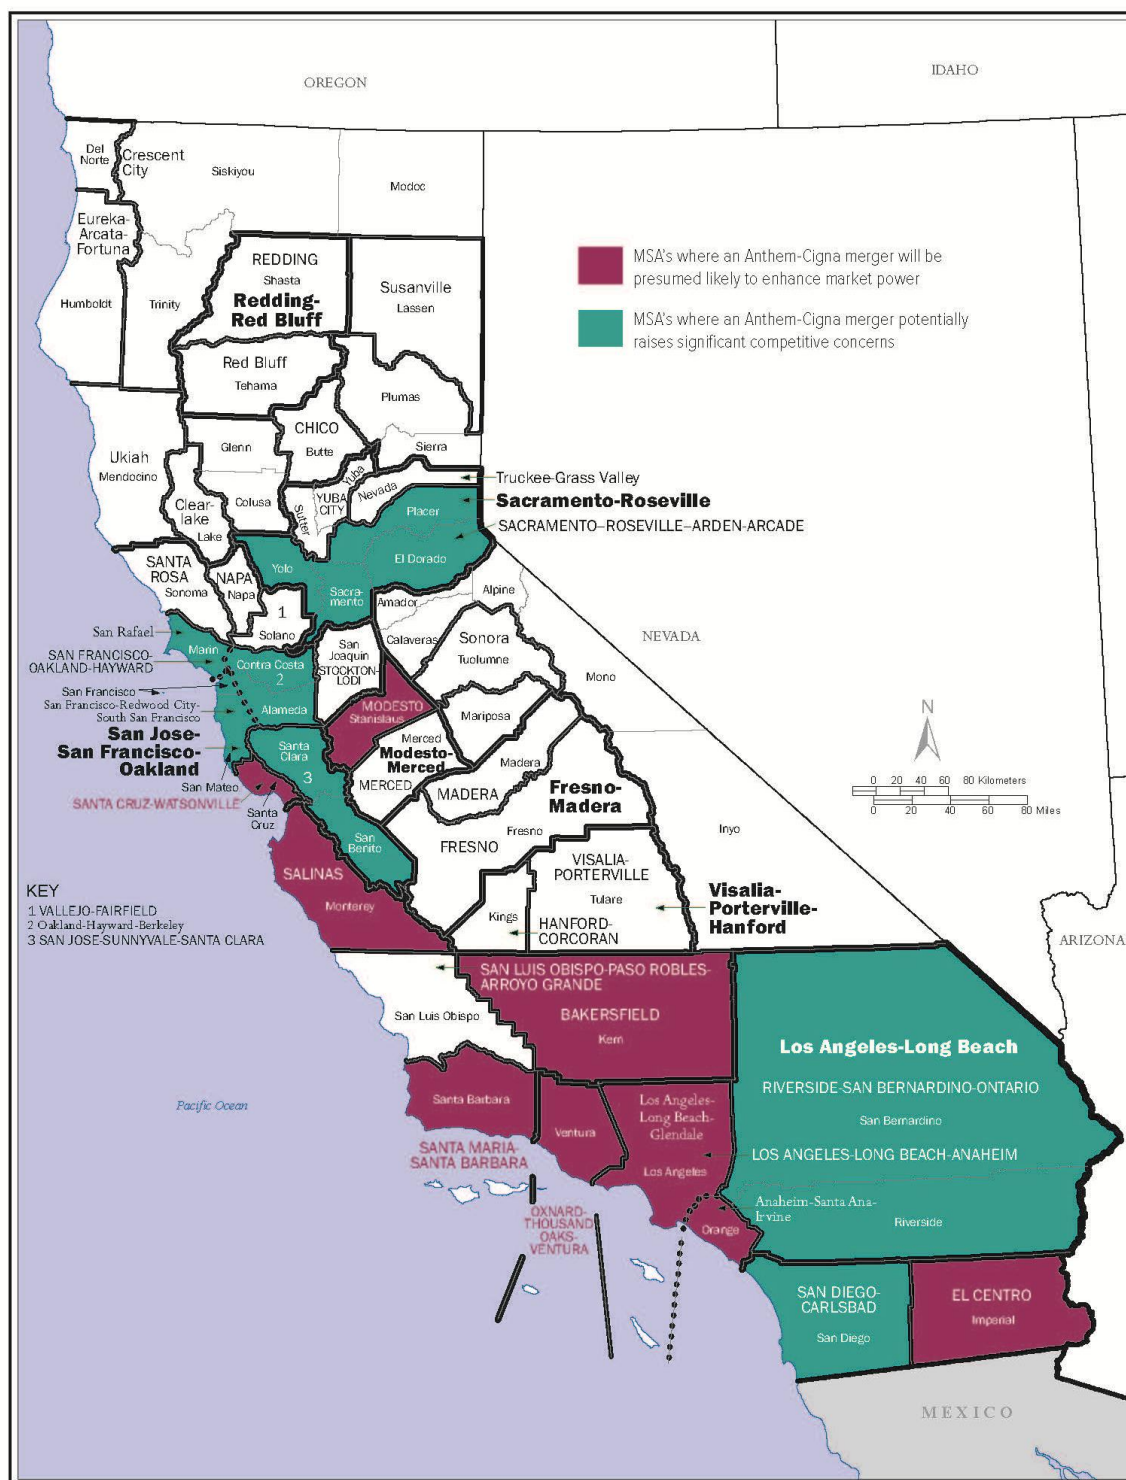 OREGON
IDAHO
Del
Norte
Crescent
City
Siskiyou
Modoc
Eureka-
Arcata-
Fortuna
Humboldt
Trinity
REDDING
Shasta
Redding-
Red Bluff
Susanville
Lassen
MSA's where an Anthem-Cigna merger will be
presumed likely to enhance market power
MSA's where an Anthem-Cigna merger potentially
raises significant competitive concerns
Red Bluff
Tehama
Plumas
CHICO
Butte
Glenn
Sierra
Ukiah
Mendocino
Yuba
Nevada
Truckee-Grass Valley
Colusa
Sutter
YUBA
CITY
Clear-
lake
Lake
Placer
Sacramento-Roseville
SACRAMENTO–ROSEVILLE–ARDEN-ARCADE
El Dorado
SANTA
ROSA
Sonoma
NAPA
Napa
Yolo
Sacra-
mento
1
Solano
Amador
Alpine
San Rafael
Marin
SAN FRANCISCO-
OAKLAND-HAYWARD
Contra Costa
2
Alameda
San
Joaquin
STOCKTON-
LODI
Calaveras
Sonora
Tuolumne
NEVADA
Mono
San Francisco
San Francisco-Redwood City-
South San Francisco
San Jose-
San Francisco-
Oakland
MODESTO
Stanislaus
Mariposa
Merced
Modesto-
Merced
MERCED
Madera
MADERA
Santa
Clara
3
San Mateo
SANTA CRUZ-WATSONVILLE
Santa
Cruz
San
Benito
Fresno-
Madera
Fresno
FRESNO
N
0 20 40 60 80 Kilometers
0 20 40 60 80 Miles
Inyo
SALINAS
Monterey
VISALIA-
PORTERVILLE
Tulare
Kings
HANFORD-
CORCORAN
Visalia-
Porterville-
Hanford
KEY
1 VALLEJO-FAIRFIELD
2 Oakland-Hayward-Berkeley
3 SAN JOSE-SUNNYVALE-SANTA CLARA
ARIZONA
SAN LUIS OBISPO-PASO ROBLES-
ARROYO GRANDE
San Luis Obispo
BAKERSFIELD
Kern
Los Angeles-Long Beach
RIVERSIDE-SAN BERNARDINO-ONTARIO
San Bernardino
Pacific Ocean
Santa Barbara
SANTA MARIA-
SANTA BARBARA
Ventura
Los Angeles-
Long Beach-
Glendale
Los Angeles
LOS ANGELES-LONG BEACH-ANAHEIM
Anaheim-Santa Ana-
Irvine
Orange
Riverside
OXNARD-
THOUSAND
OAKS-
VENTURA
SAN DIEGO-
CARLSBAD
San Diego
EL CENTRO
Imperial
MEXICO